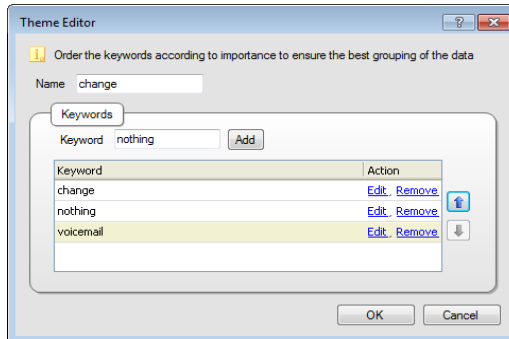 Theme Editor
Order the keywords according to importance to ensure the best grouping of the data
Name change
Keywords
Keyword nothing Add
Keyword Action
change Edit, Remove
nothing Edit, Remove
voicemail Edit, Remove
OK Cancel